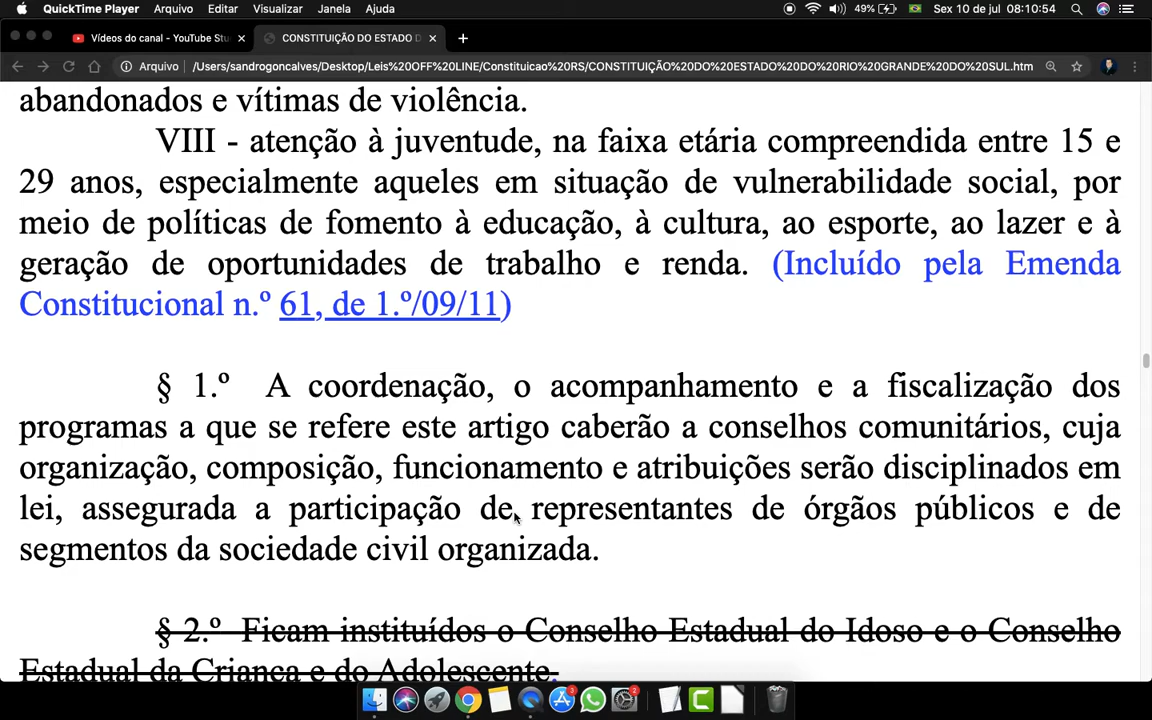 QuickTime Player Arquivo Editar Visualizar Janela Ajuda 49% Sex 10 de jul 08:10:54
Vídeos do canal - YouTube Stu × CONSTITUIÇÃO DO ESTADO D × +
Arquivo /Users/sandrogoncalves/Desktop/Leis%20OFF%20LINE/Constituicao%20RS/CONSTITUIÇÃO%20DO%20ESTADO%20DO%20RIO%20GRANDE%20DO%20SUL.htm
abandonados e vítimas de violência.
VIII - atenção à juventude, na faixa etária compreendida entre 15 e
29 anos, especialmente aqueles em situação de vulnerabilidade social, por
meio de políticas de fomento à educação, à cultura, ao esporte, ao lazer e à
geração de oportunidades de trabalho e renda. (Incluído pela Emenda
Constitucional n.º 61, de 1.º/09/11)
§ 1.º A coordenação, o acompanhamento e a fiscalização dos
programas a que se refere este artigo caberão a conselhos comunitários, cuja
organização, composição, funcionamento e atribuições serão disciplinados em
lei, assegurada a participação de representantes de órgãos públicos e de
segmentos da sociedade civil organizada.
§ 2.º Ficam instituídos o Conselho Estadual do Idoso e o Conselho
Estadual da Criança e do Adolescente.
3 2